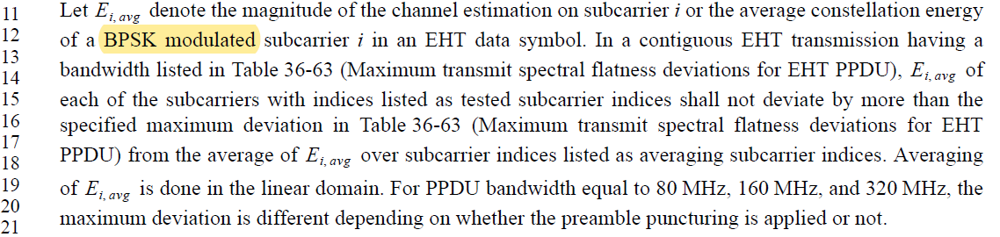 11 Let E i, avg denote the magnitude of the channel estimation on subcarrier i or the average constellation energy
12 of a BPSK modulated subcarrier i in an EHT data symbol. In a contiguous EHT transmission having a
13
14 bandwidth listed in Table 36-63 (Maximum transmit spectral flatness deviations for EHT PPDU), E i, avg of
15 each of the subcarriers with indices listed as tested subcarrier indices shall not deviate by more than the
16 specified maximum deviation in Table 36-63 (Maximum transmit spectral flatness deviations for EHT
17
18 PPDU) from the average of E i, avg over subcarrier indices listed as averaging subcarrier indices. Averaging
19 of E i, avg is done in the linear domain. For PPDU bandwidth equal to 80 MHz, 160 MHz, and 320 MHz, the
20
21 maximum deviation is different depending on whether the preamble puncturing is applied or not.